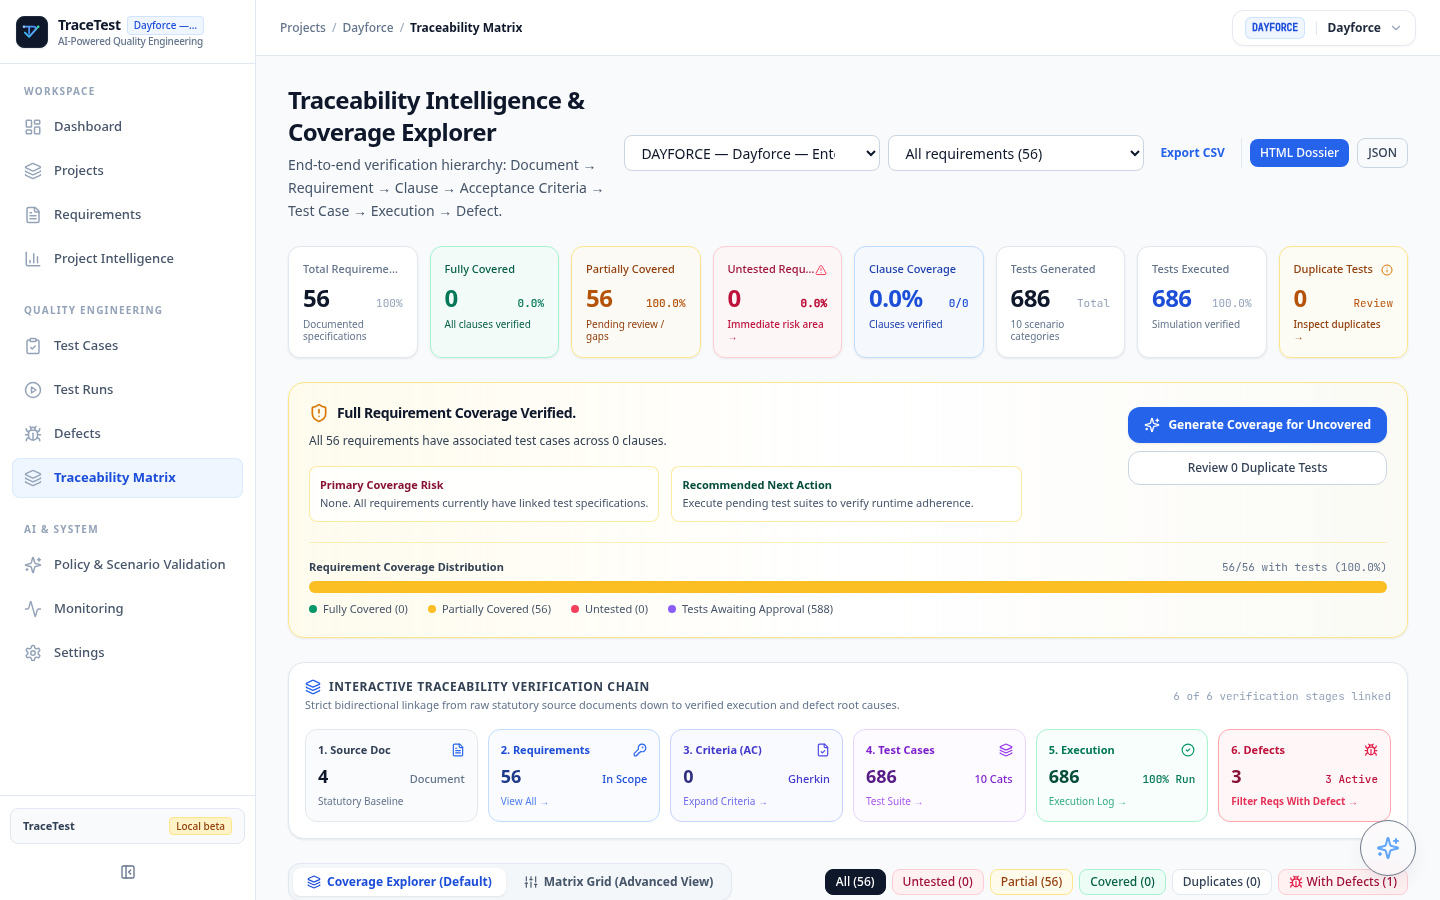 TraceTest
Dayforce —...
AI-Powered Quality Engineering
WORKSPACE
Dashboard
Projects
Requirements
Project Intelligence
QUALITY ENGINEERING
Test Cases
Test Runs
Defects
Traceability Matrix
AI & SYSTEM
Policy & Scenario Validation
Monitoring
Settings
TraceTest
Local beta
Projects / Dayforce / Traceability Matrix
DAYFORCE
Dayforce
Traceability Intelligence &
Coverage Explorer
End-to-end verification hierarchy: Document →
Requirement → Clause → Acceptance Criteria →
Test Case → Execution → Defect.
DAYFORCE — Dayforce — Ent
All requirements (56)
Export CSV
HTML Dossier
JSON
Total Requireme...
56
100%
Documented
specifications
Fully Covered
0
0.0%
All clauses verified
Partially Covered
56
100.0%
Pending review /
gaps
Untested Requ...
0
0.0%
Immediate risk area
→
Clause Coverage
0.0%
0/0
Clauses verified
Tests Generated
686
Total
10 scenario
categories
Tests Executed
686
100.0%
Simulation verified
Duplicate Tests
0
Review
Inspect duplicates
→
Full Requirement Coverage Verified.
All 56 requirements have associated test cases across 0 clauses.
Generate Coverage for Uncovered
Review 0 Duplicate Tests
Primary Coverage Risk
None. All requirements currently have linked test specifications.
Recommended Next Action
Execute pending test suites to verify runtime adherence.
Requirement Coverage Distribution
56/56 with tests (100.0%)
Fully Covered (0)
Partially Covered (56)
Untested (0)
Tests Awaiting Approval (588)
INTERACTIVE TRACEABILITY VERIFICATION CHAIN
Strict bidirectional linkage from raw statutory source documents down to verified execution and defect root causes.
6 of 6 verification stages linked
1. Source Doc
4
Document
Statutory Baseline
2. Requirements
56
In Scope
View All →
3. Criteria (AC)
0
Gherkin
Expand Criteria →
4. Test Cases
686
10 Cats
Test Suite →
5. Execution
686
100% Run
Execution Log →
6. Defects
3
3 Active
Filter Reqs With Defect →
Coverage Explorer (Default)
Matrix Grid (Advanced View)
All (56)
Untested (0)
Partial (56)
Covered (0)
Duplicates (0)
With Defects (1)